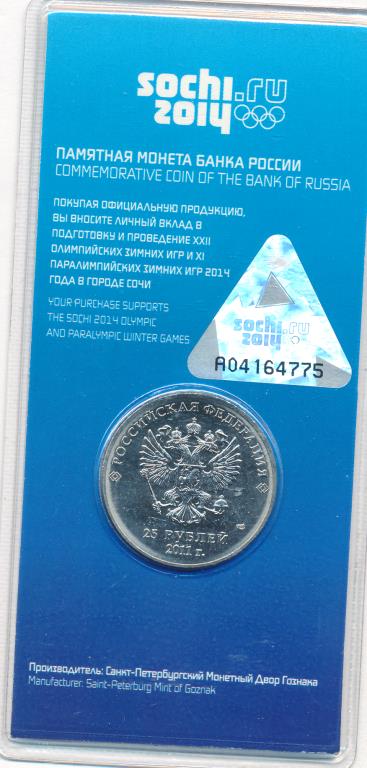 sochi.ru
2014
ПАМЯТНАЯ МОНЕТА БАНКА РОССИИ
COMMEMORATIVE COIN OF THE BANK OF RUSSIA
ПОКУПАЯ ОФИЦИАЛЬНУЮ ПРОДУКЦИЮ,
ВЫ ВНОСИТЕ ЛИЧНЫЙ ВКЛАД В
ПОДГОТОВКУ И ПРОВЕДЕНИЕ XXII
ОЛИМПИЙСКИХ ЗИМНИХ ИГР И XI
ПАРАЛИМПИЙСКИХ ЗИМНИХ ИГР 2014
ГОДА В ГОРОДЕ СОЧИ
YOUR PURCHASE SUPPORTS
THE SOCHI 2014 OLYMPIC
AND PARALYMPIC WINTER GAMES
sochi.ru
2014
A04164775
РОССИЙСКАЯ ФЕДЕРАЦИЯ
25 РУБЛЕЙ
2011 г.
Производитель: Санкт-Петербургский Монетный Двор Гознака
Manufacturer: Saint-Peterburg Mint of Goznak